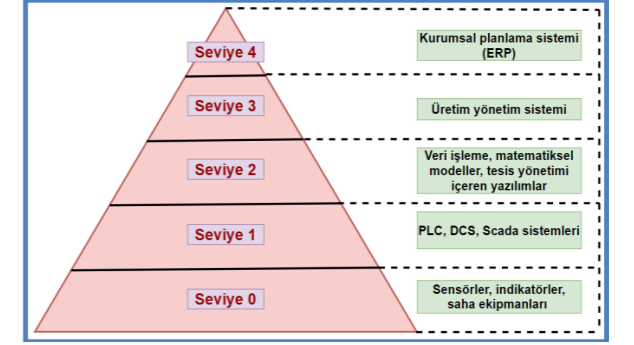 Seviye 4
Kurumsal planlama sistemi
(ERP)
Seviye 3
Üretim yönetim sistemi
Seviye 2
Veri işleme, matematiksel
modeller, tesis yönetimi
içeren yazılımlar
Seviye 1
PLC, DCS, Scada sistemleri
Seviye 0
Sensörler, indikatörler,
saha ekipmanları